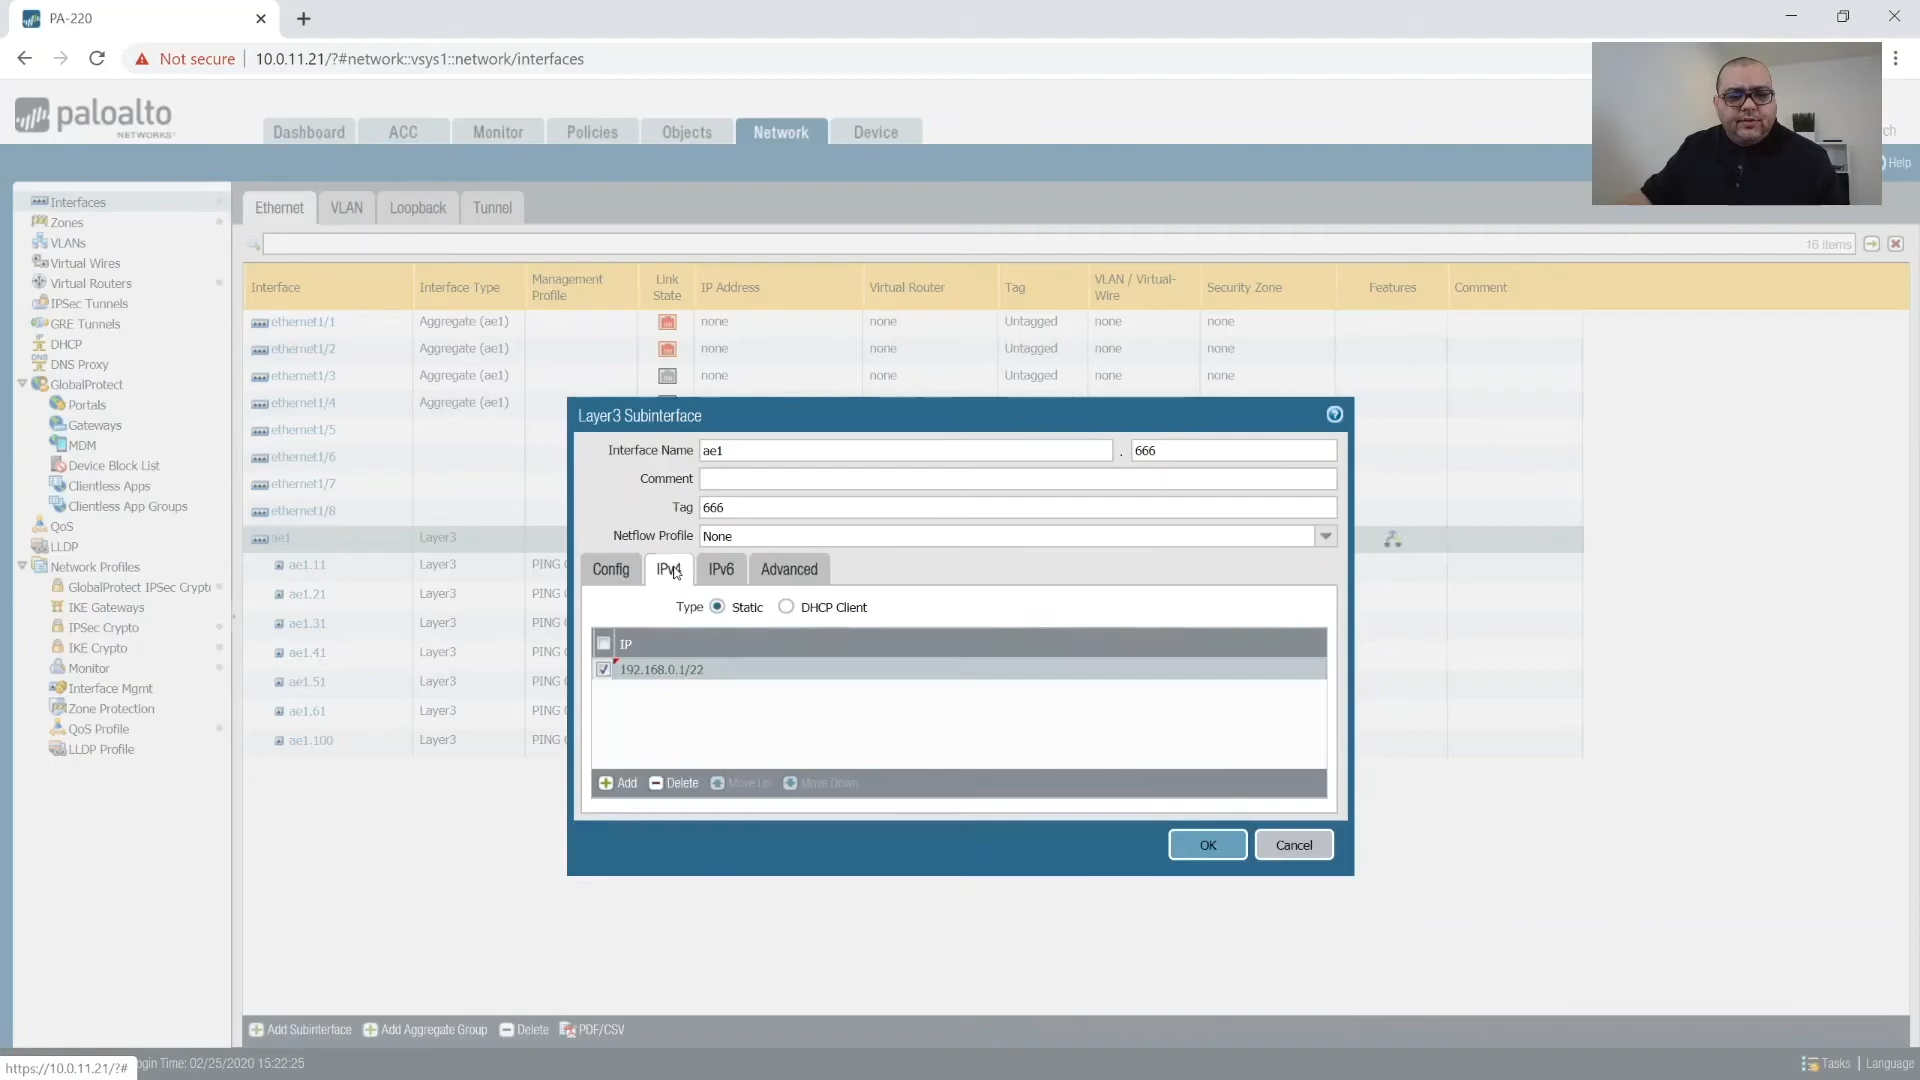 PA-220
Not secure
10.0.11.21/?#network::vsys1::network/interfaces
paloalto
NETWORKS
Dashboard
ACC
Monitor
Policies
Objects
Network
Device
Help
Interfaces
Zones
VLANs
Virtual Wires
Virtual Routers
IPSec Tunnels
GRE Tunnels
DHCP
DNS Proxy
GlobalProtect
Portals
Gateways
MDM
Device Block List
Clientless Apps
Clientless App Groups
QoS
LLDP
Network Profiles
GlobalProtect IPSec Crypto
IKE Gateways
IPSec Crypto
IKE Crypto
Monitor
Interface Mgmt
Zone Protection
QoS Profile
LLDP Profile
Ethernet
VLAN
Loopback
Tunnel
16 items
Interface Interface Type Management Profile Link State IP Address Virtual Router Tag VLAN / Virtual-Wire Security Zone Features Comment
ethernet1/1 Aggregate (ae1) none none Untagged none none
ethernet1/2 Aggregate (ae1) none none Untagged none none
ethernet1/3 Aggregate (ae1) none none Untagged none none
ethernet1/4 Aggregate (ae1)
ethernet1/5
ethernet1/6
ethernet1/7
ethernet1/8
ae1 Layer3
ae1.11 Layer3 PING
ae1.21 Layer3 PING
ae1.31 Layer3 PING
ae1.41 Layer3 PING
ae1.51 Layer3 PING
ae1.61 Layer3 PING
ae1.100 Layer3 PING
Layer3 Subinterface
Interface Name ae1 . 666
Comment
Tag 666
Netflow Profile None
Config
IPv4
IPv6
Advanced
Type Static DHCP Client
IP
192.168.0.1/22
Add Delete Move Up Move Down
OK
Cancel
Add Subinterface Add Aggregate Group Delete PDF/CSV
https://10.0.11.21/?#
ogin Time: 02/25/2020 15:22:25
Tasks | Language